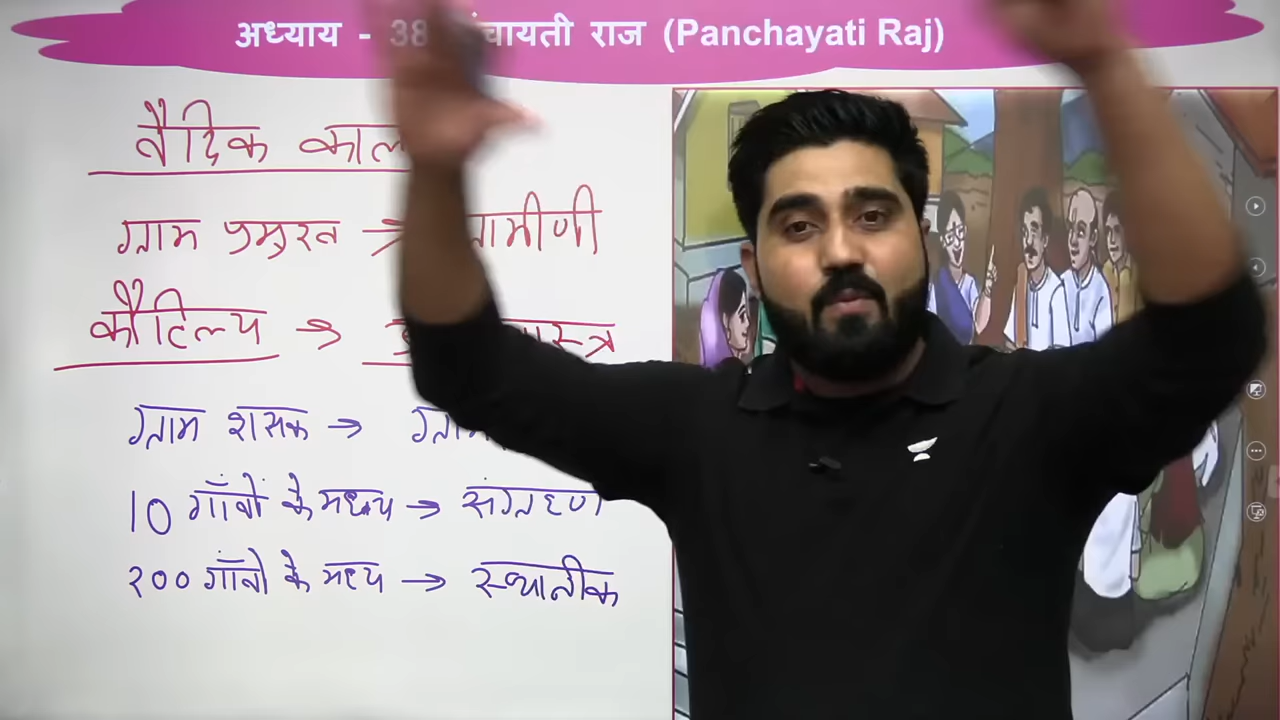 अध्याय - 38 पंचायती राज (Panchayati Raj)
वैदिक काल
ग्राम प्रमुख → ग्रामीणी
कौटिल्य →
ग्राम शासक →
10 गाँवों के मध्य → संग्रहण
200 गाँवों के मध्य → स्थानीक